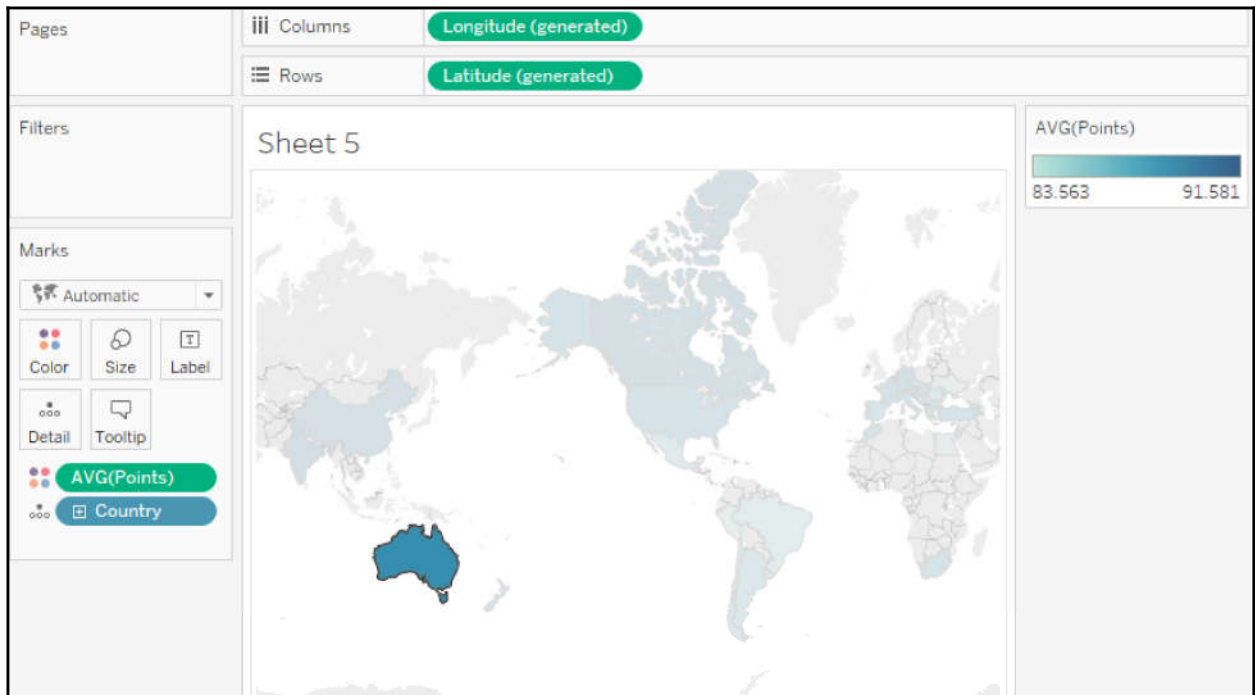 Pages
Columns
Longitude (generated)
Rows
Latitude (generated)
Filters
Sheet 5
AVG(Points)
83.563 91.581
Marks
Automatic
Color Size Label
Detail Tooltip
AVG(Points)
Country